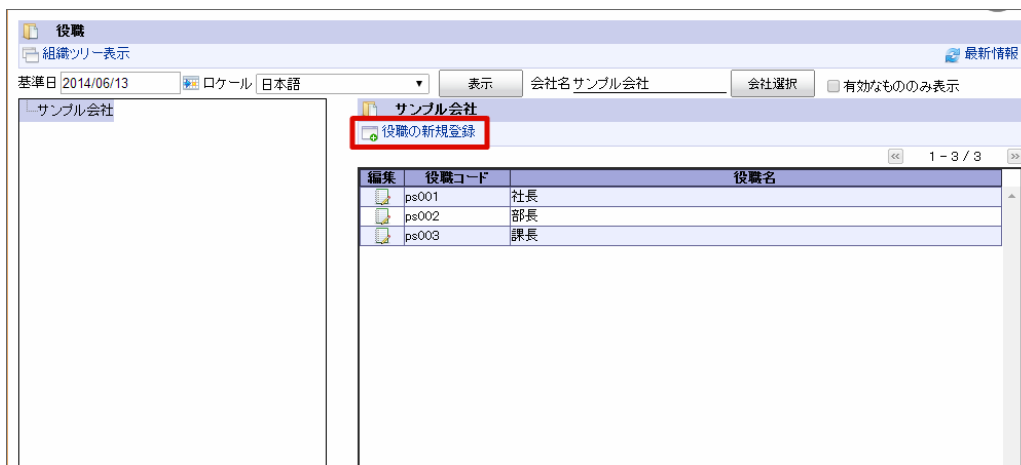 役職
組織ツリー表示 最新情報
基準日 2014/06/13 ロケール 日本語 表示 会社名 サンプル会社 会社選択 有効なもののみ表示
サンプル会社
サンプル会社
役職の新規登録
1 - 3 / 3
編集 役職コード 役職名
ps001 社長
ps002 部長
ps003 課長